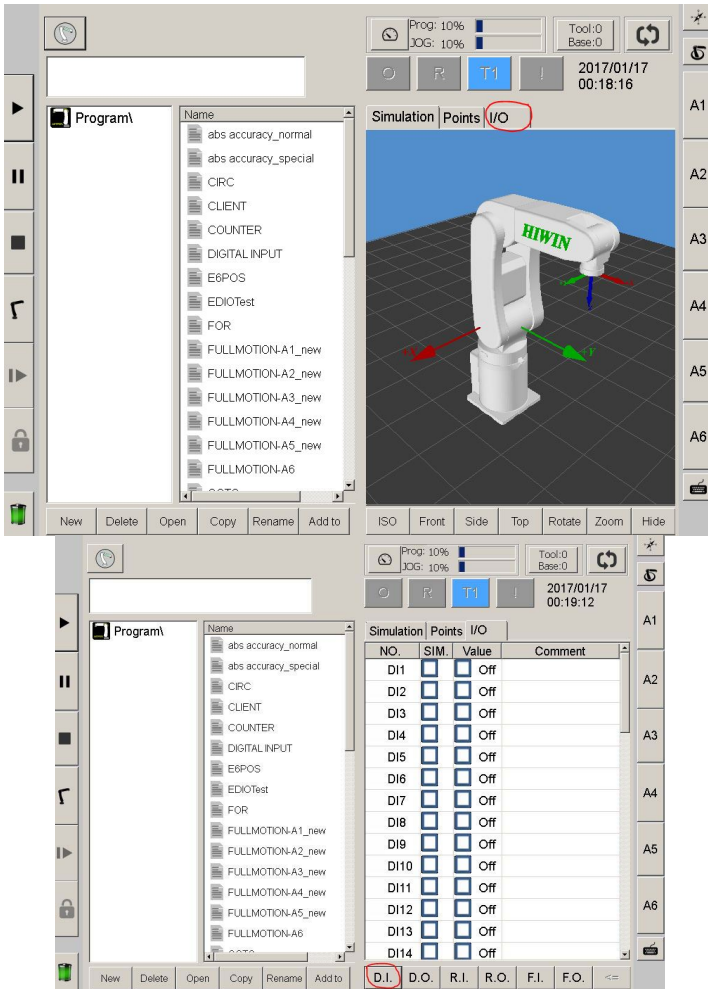 Prog: 10%
JOG: 10%
Tool:0
Base:0
O R T1 !
2017/01/17
00:18:16
Program\
Name
abs accuracy_normal
abs accuracy_special
CIRC
CLIENT
COUNTER
DIGITAL INPUT
E6POS
EDIOTest
FOR
FULLMOTION-A1_new
FULLMOTION-A2_new
FULLMOTION-A3_new
FULLMOTION-A4_new
FULLMOTION-A5_new
FULLMOTION-A6
Simulation Points I/O
HIWIN
+X
+Y
A1
A2
A3
A4
A5
A6
New Delete Open Copy Rename Add to
ISO Front Side Top Rotate Zoom Hide
Prog: 10%
JOG: 10%
Tool:0
Base:0
O R T1 !
2017/01/17
00:19:12
Program\
Name
abs accuracy_normal
abs accuracy_special
CIRC
CLIENT
COUNTER
DIGITAL INPUT
E6POS
EDIOTest
FOR
FULLMOTION-A1_new
FULLMOTION-A2_new
FULLMOTION-A3_new
FULLMOTION-A4_new
FULLMOTION-A5_new
FULLMOTION-A6
Simulation Points I/O
NO. SIM. Value Comment
DI1 Off
DI2 Off
DI3 Off
DI4 Off
DI5 Off
DI6 Off
DI7 Off
DI8 Off
DI9 Off
DI10 Off
DI11 Off
DI12 Off
DI13 Off
DI14 Off
A1
A2
A3
A4
A5
A6
New Delete Open Copy Rename Add to
D.I. D.O. R.I. R.O. F.I. F.O. <=